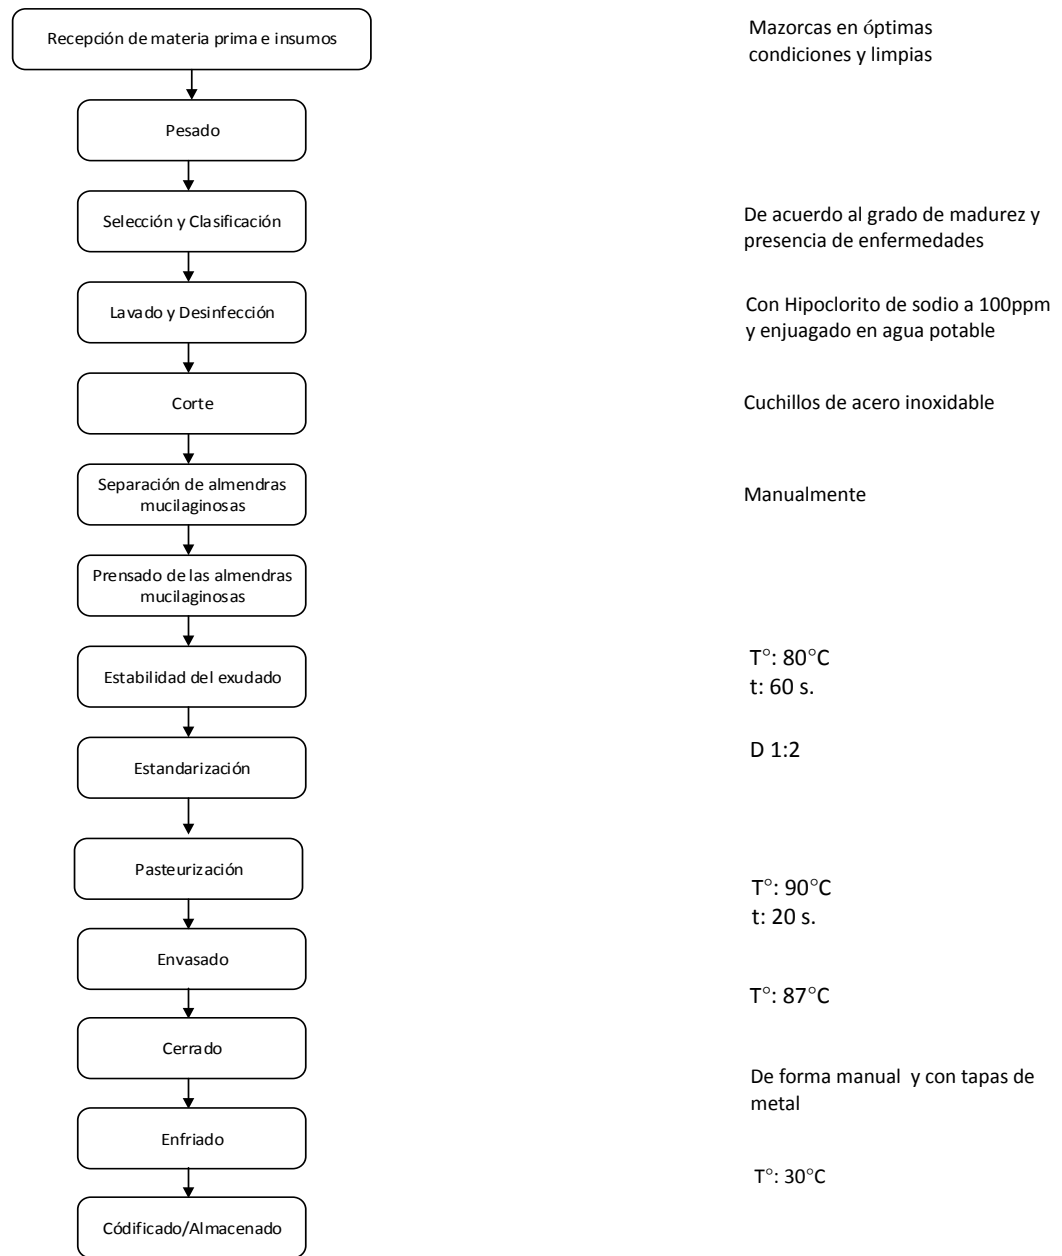 Recepción de materia prima e insumos
Mazorcas en óptimas
condiciones y limpias
Pesado
Selección y Clasificación
De acuerdo al grado de madurez y
presencia de enfermedades
Lavado y Desinfección
Con Hipoclorito de sodio a 100ppm
y enjuagado en agua potable
Corte
Cuchillos de acero inoxidable
Separación de almendras
mucilaginosas
Manualmente
Prensado de las almendras
mucilaginosas
Estabilidad del exudado
T°: 80°C
t: 60 s.
Estandarización
D 1:2
Pasteurización
T°: 90°C
t: 20 s.
Envasado
T°: 87°C
Cerrado
De forma manual y con tapas de
metal
Enfriado
T°: 30°C
Códificado/Almacenado